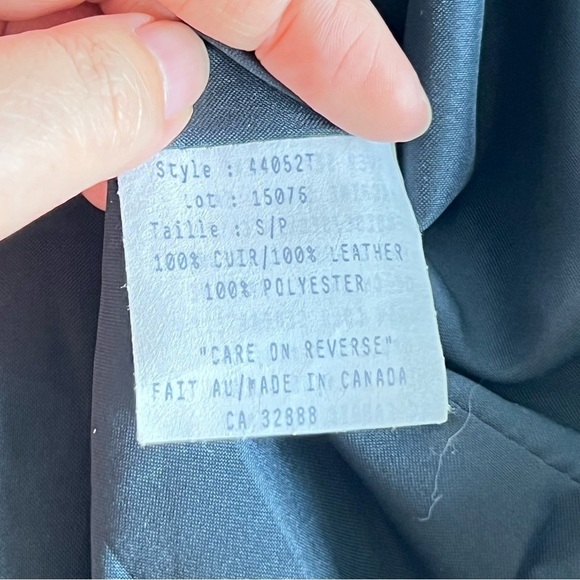 Style : 44052T
Lot : 15076
Taille : S/P
100% CUIR/100% LEATHER
100% POLYESTER
"CARE ON REVERSE"
FAIT AU/MADE IN CANADA
CA 32888